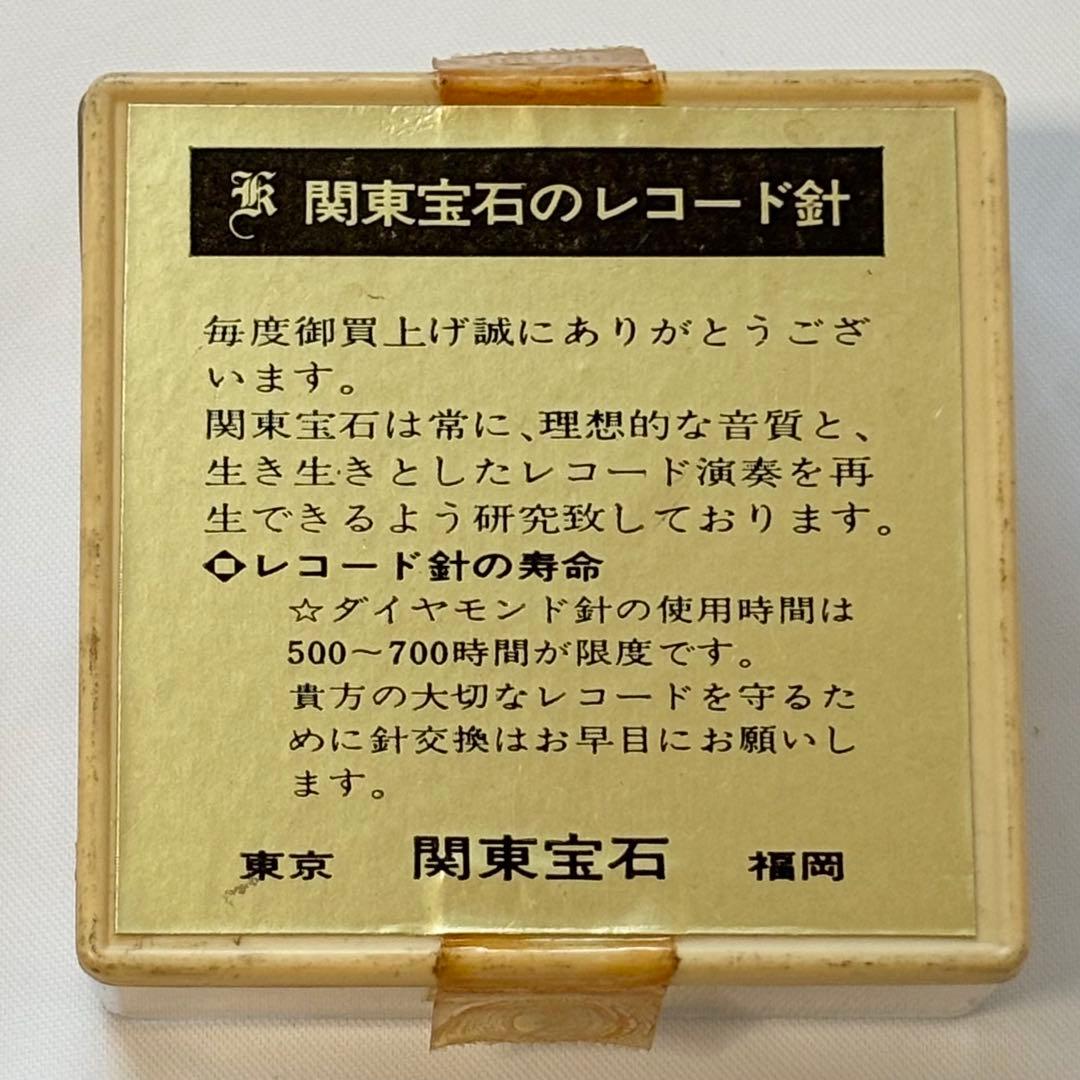 K 関東宝石のレコード針
毎度御買上げ誠にありがとうござ
います。
関東宝石は常に、理想的な音質と、
生き生きとしたレコード演奏を再
生できるよう研究致しております。
◇レコード針の寿命
☆ダイヤモンド針の使用時間は
500〜700時間が限度です。
貴方の大切なレコードを守るた
めに針交換はお早目にお願いし
ます。
東京 関東宝石 福岡